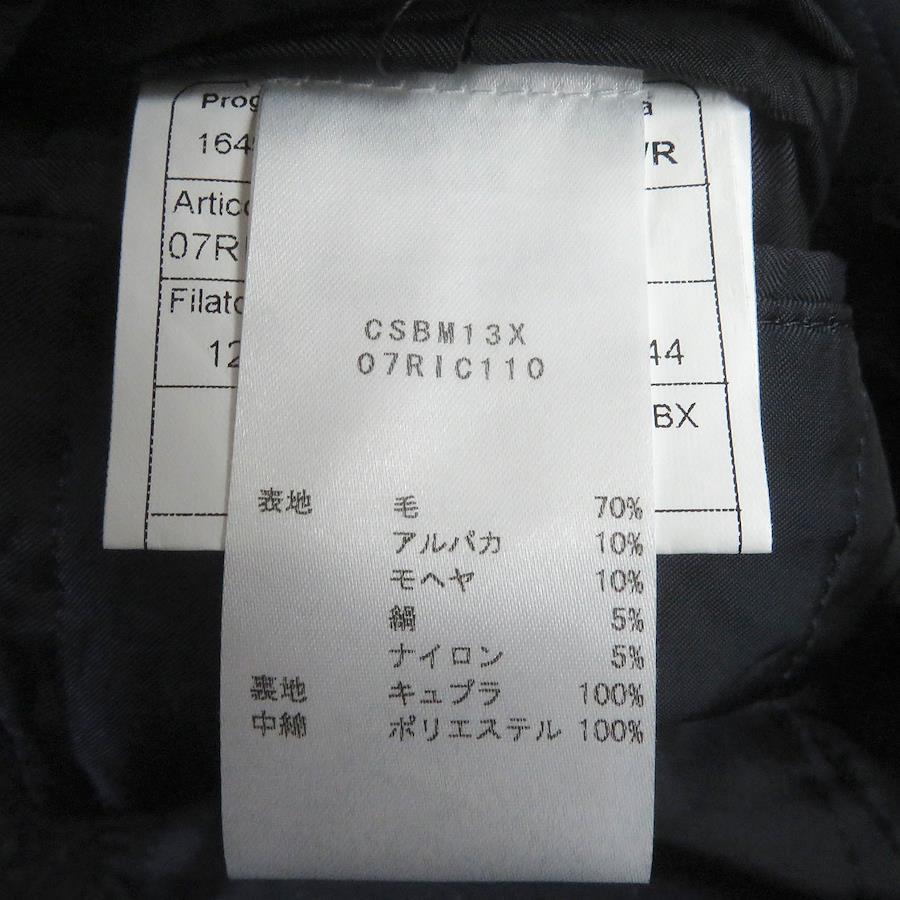 Prog a
164 WR
Artico
07RI
Filato
12 44
BX
CSBM13X
07RIC110
表地 毛 70%
アルパカ 10%
モヘヤ 10%
絹 5%
ナイロン 5%
裏地 キュプラ 100%
中綿 ポリエステル 100%